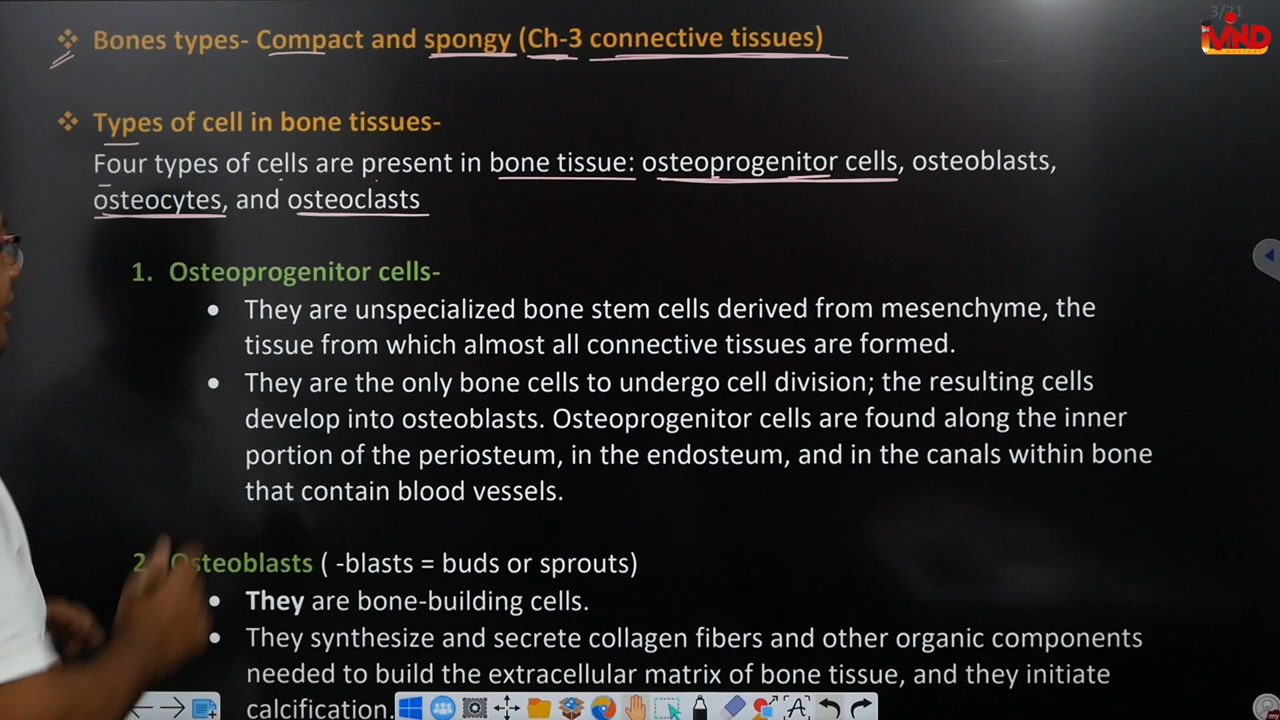 3/21
iMIND
❖ Bones types- Compact and spongy (Ch-3 connective tissues)
❖ Types of cell in bone tissues-
Four types of cells are present in bone tissue: osteoprogenitor cells, osteoblasts,
osteocytes, and osteoclasts
1. Osteoprogenitor cells-
• They are unspecialized bone stem cells derived from mesenchyme, the
tissue from which almost all connective tissues are formed.
• They are the only bone cells to undergo cell division; the resulting cells
develop into osteoblasts. Osteoprogenitor cells are found along the inner
portion of the periosteum, in the endosteum, and in the canals within bone
that contain blood vessels.
2. Osteoblasts ( -blasts = buds or sprouts)
• They are bone-building cells.
• They synthesize and secrete collagen fibers and other organic components
needed to build the extracellular matrix of bone tissue, and they initiate
calcification.